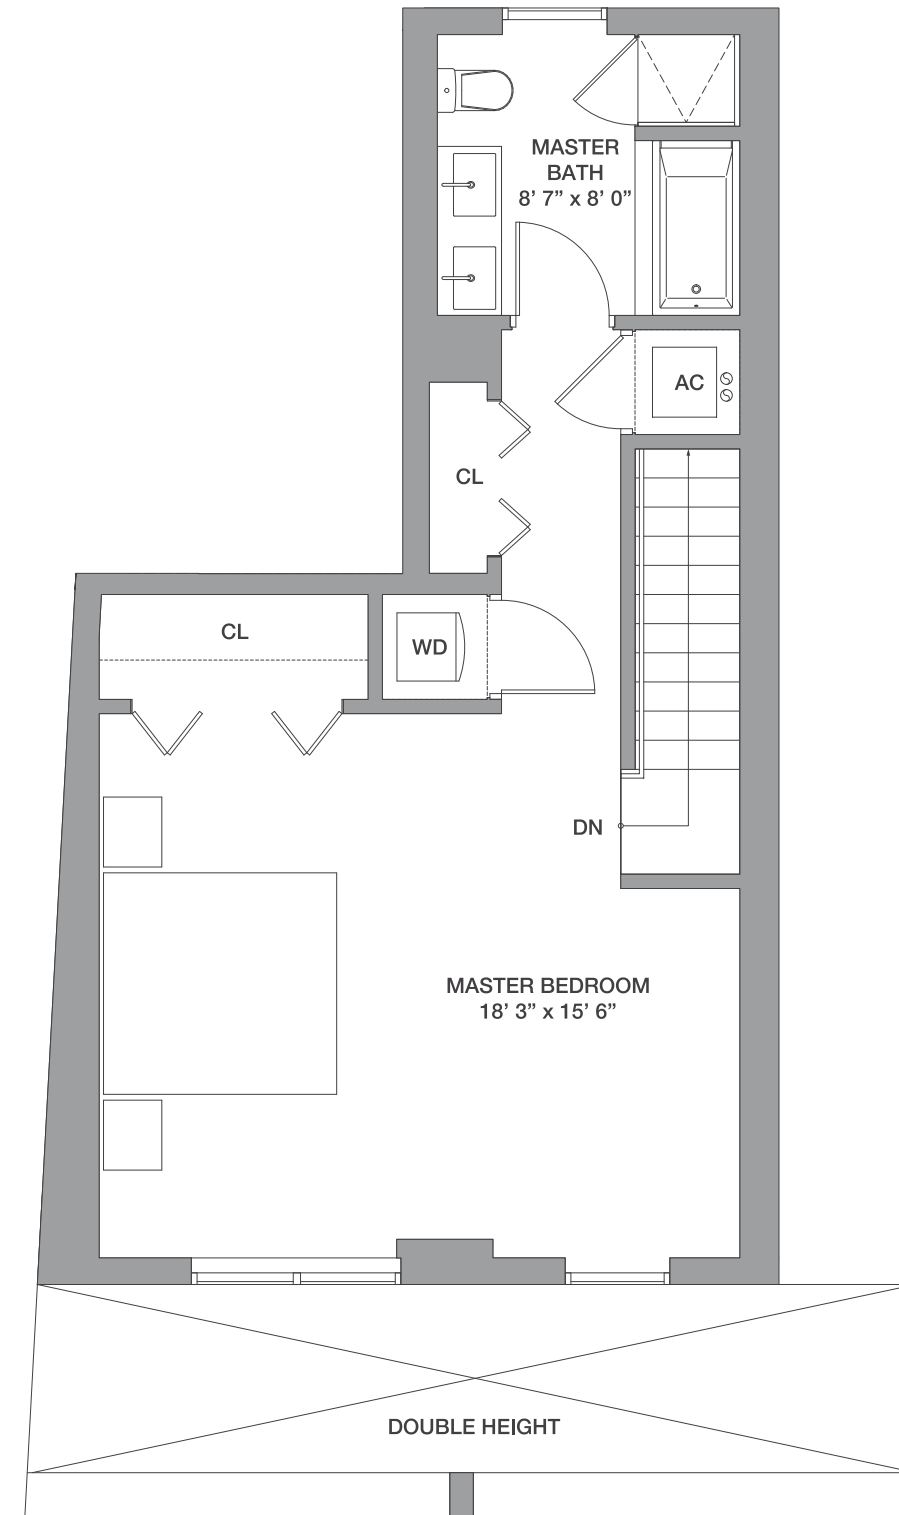 MASTER
BATH
8’ 7” x 8’ 0”
AC
CL
CL
WD
DN
MASTER BEDROOM
18’ 3” x 15’ 6”
DOUBLE HEIGHT